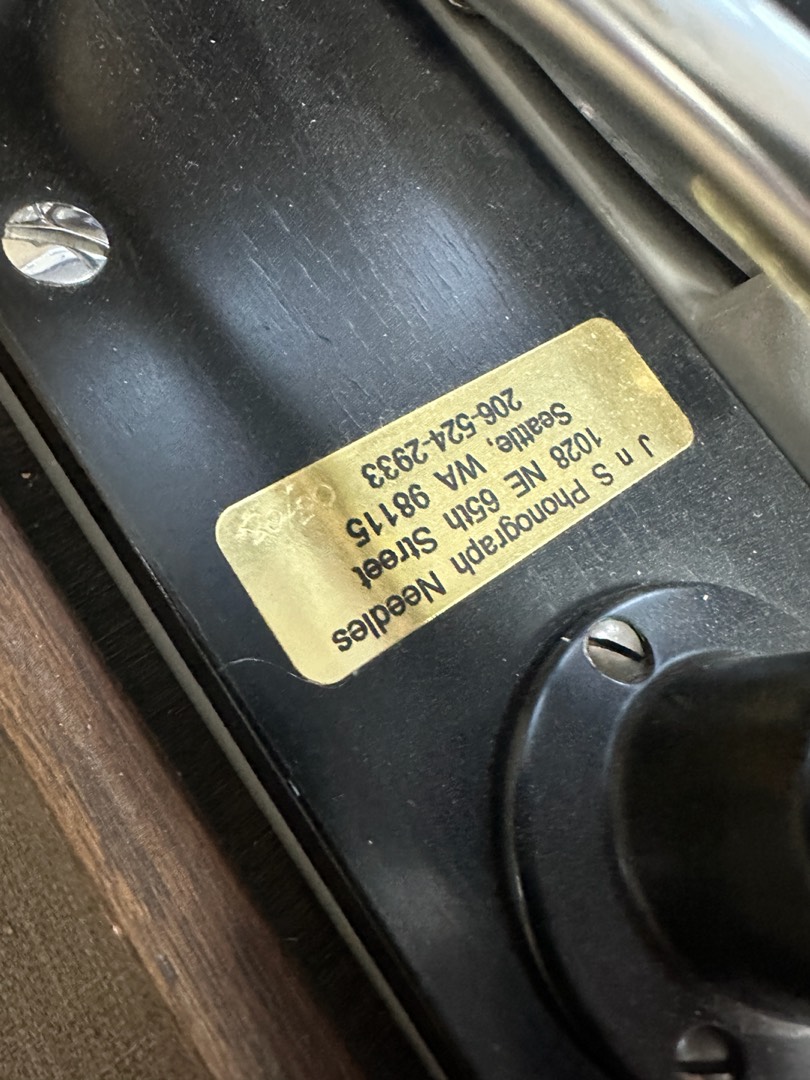 J n S Phonograph Needles
1028 NE 65th Street
Seattle, WA 98115
206-524-2933